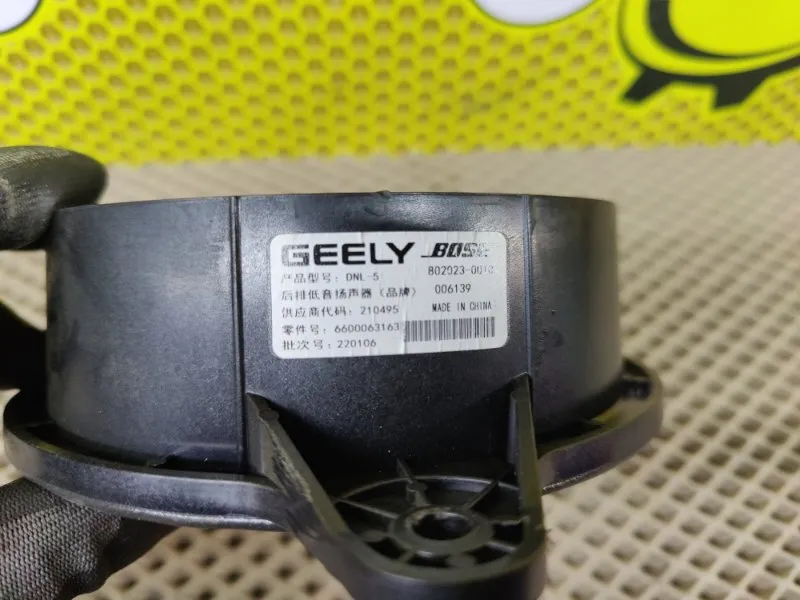 GEELY BOSE
产品型号: DNL-5 802023-0010
后排低音扬声器 (品牌) 006139
供应商代码: 210495 MADE IN CHINA
零件号: 6600063163
批次号: 220106